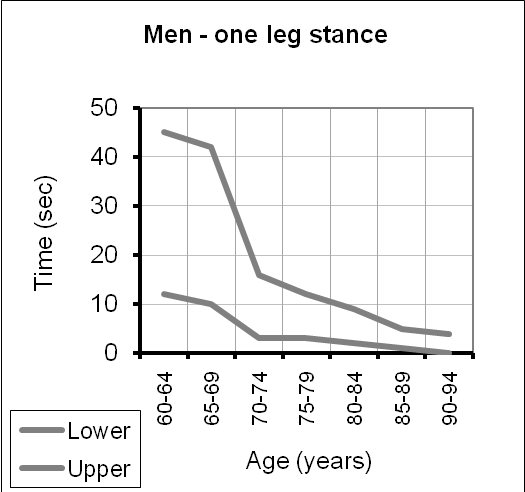 Men - one leg stance
50
40
30
20
10
0
Time (sec)
60-64
65-69
70-74
75-79
80-84
85-89
90-94
Age (years)
Lower
Upper